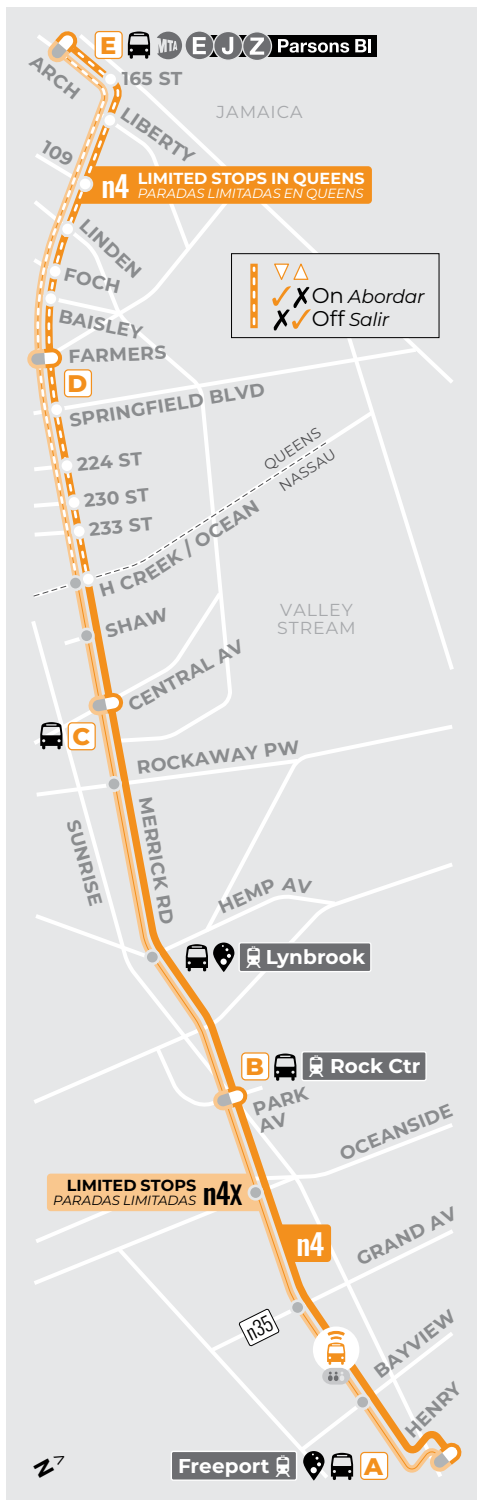 E MTA E J Z Parsons Bl
ARCH
165 ST
JAMAICA
LIBERTY
109
n4 LIMITED STOPS IN QUEENS
PARADAS LIMITADAS EN QUEENS
LINDEN
FOCH
✓✗On Abordar
✗✓Off Salir
BAISLEY
FARMERS
D
SPRINGFIELD BLVD
224 ST
QUEENS
NASSAU
230 ST
233 ST
H CREEK / OCEAN
SHAW
VALLEY
STREAM
CENTRAL AV
C
ROCKAWAY PW
MERRICK RD
SUNRISE
HEMP AV
Lynbrook
B Rock Ctr
PARK
AV
OCEANSIDE
LIMITED STOPS
PARADAS LIMITADAS n4X
n4
GRAND AV
n35
BAYVIEW
HENRY
N
Freeport A